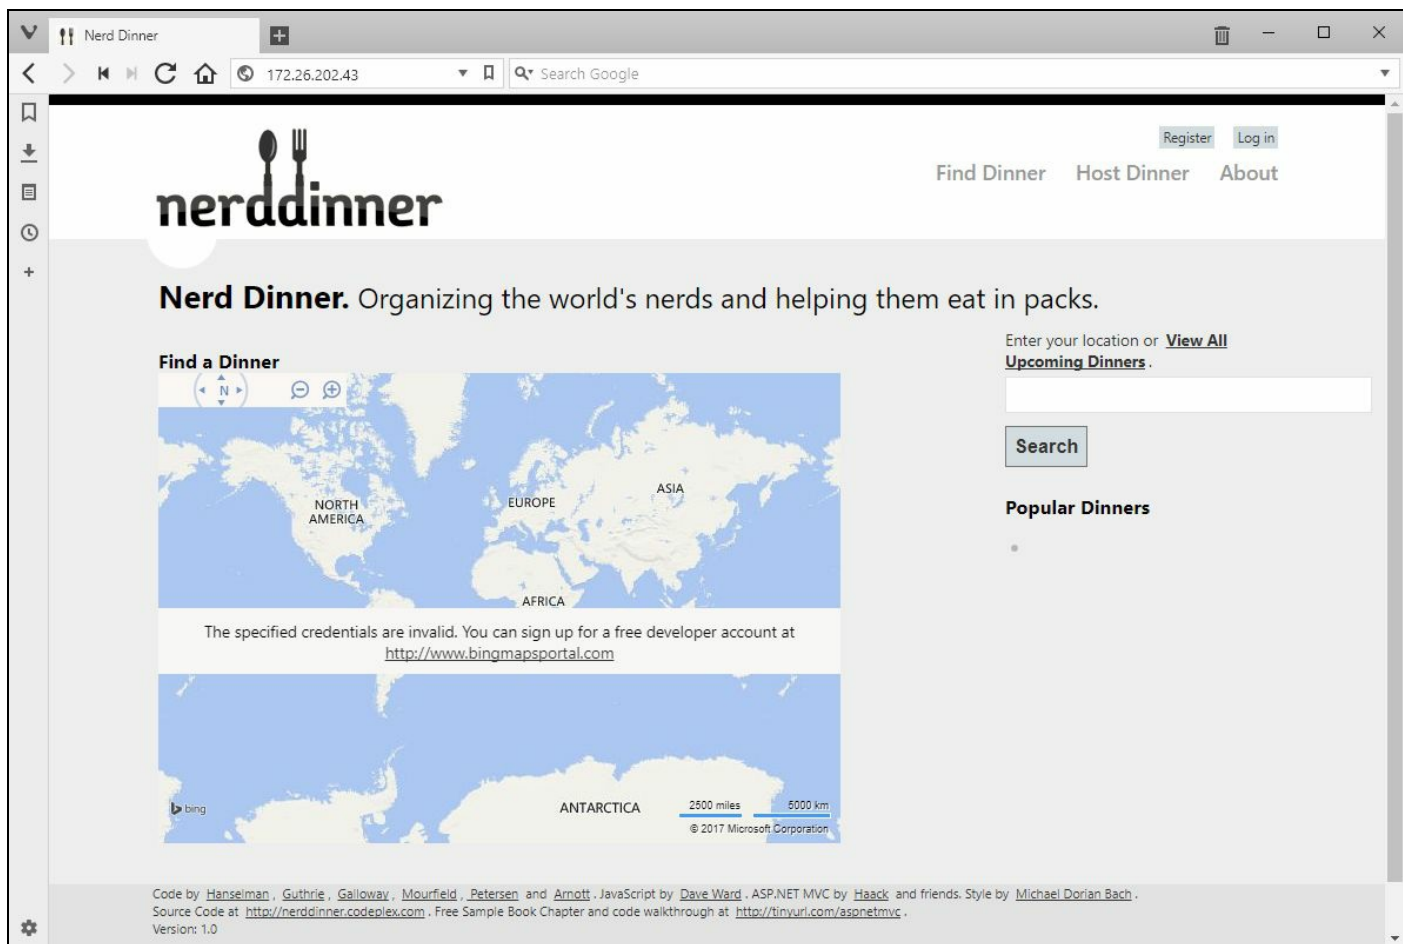 Nerd Dinner
172.26.202.43
Search Google
Register Log in
nerddinner
Find Dinner Host Dinner About
Nerd Dinner. Organizing the world's nerds and helping them eat in packs.
Enter your location or View All
Upcoming Dinners .
Find a Dinner
N
NORTH
AMERICA
EUROPE
ASIA
AFRICA
Search
Popular Dinners
The specified credentials are invalid. You can sign up for a free developer account at
http://www.bingmapsportal.com
bing
ANTARCTICA
2500 miles 5000 km
© 2017 Microsoft Corporation
Code by Hanselman , Guthrie , Galloway , Mourfield , Petersen and Arnott . JavaScript by Dave Ward . ASP.NET MVC by Haack and friends. Style by Michael Dorian Bach .
Source Code at http://nerddinner.codeplex.com . Free Sample Book Chapter and code walkthrough at http://tinyurl.com/aspnetmvc .
Version: 1.0